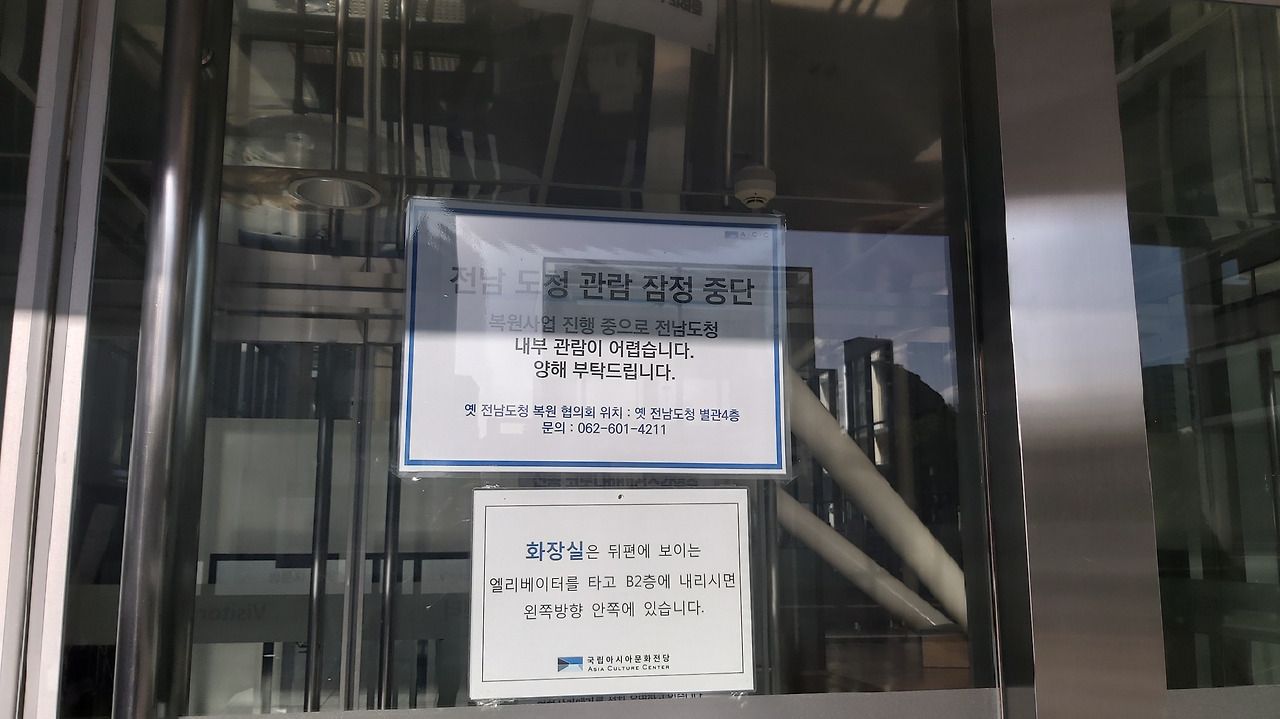 A·C·C
전남 도청 관람 잠정 중단
복원사업 진행 중으로 전남도청
내부 관람이 어렵습니다.
양해 부탁드립니다.
옛 전남도청 복원 협의회 위치 : 옛 전남도청 별관4층
문의 : 062-601-4211
화장실은 뒤편에 보이는
엘리베이터를 타고 B2층에 내리시면
왼쪽방향 안쪽에 있습니다.
국립아시아문화전당
ASIA CULTURE CENTER
Visitor